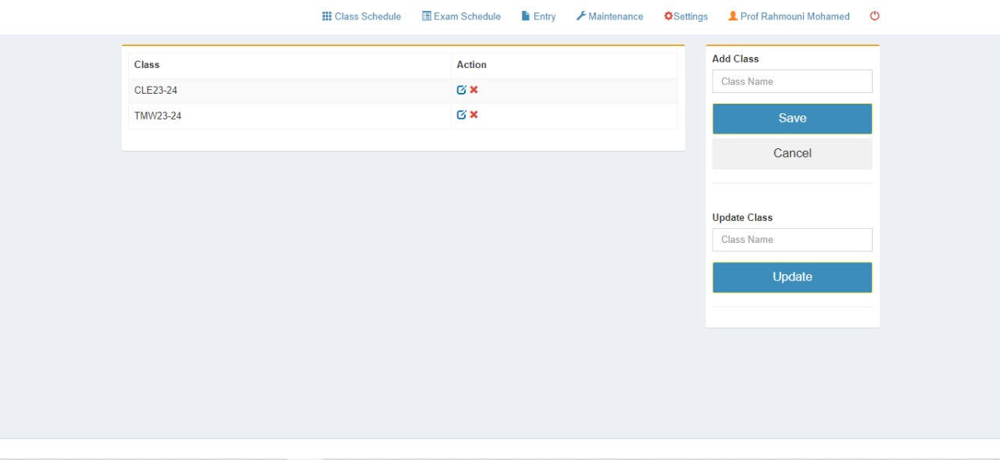 Class Schedule Exam Schedule Entry Maintenance Settings Prof Rahmouni Mohamed
Class Action
CLE23-24
TMW23-24
Add Class
Class Name
Save
Cancel
Update Class
Class Name
Update